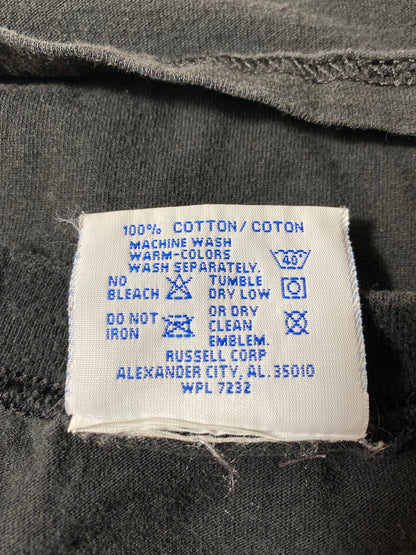 100% COTTON/COTON
MACHINE WASH
WARM-COLORS
WASH SEPARATELY.
40°
NO
BLEACH
TUMBLE
DRY LOW
DO NOT
IRON
OR DRY
CLEAN
EMBLEM.
RUSSELL CORP
ALEXANDER CITY, AL. 35010
WPL 7232